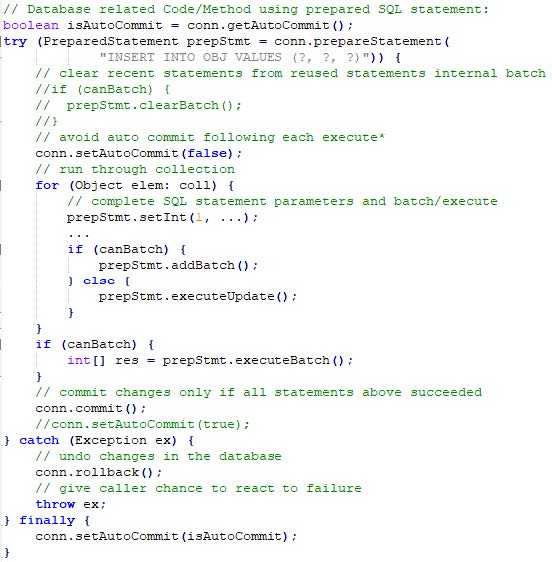 // Database related Code/Method using prepared SQL statement:
boolean isAutoCommit = conn.getAutoCommit();
try (PreparedStatement prepStmt = conn.prepareStatement(
        "INSERT INTO OBJ VALUES (?, ?, ?)")) {
    // clear recent statements from reused statements internal batch
    //if (canBatch) {
    //  prepStmt.clearBatch();
    //}
    // avoid auto commit following each execute*
    conn.setAutoCommit(false);
    // run through collection
    for (Object elem: coll) {
        // complete SQL statement parameters and batch/execute
        prepStmt.setInt(1, ...);
        ...
        if (canBatch) {
            prepStmt.addBatch();
        } else {
            prepStmt.executeUpdate();
        }
    }
    if (canBatch) {
        int[] res = prepStmt.executeBatch();
    }
    // commit changes only if all statements above succeeded
    conn.commit();
    //conn.setAutoCommit(true);
} catch (Exception ex) {
    // undo changes in the database
    conn.rollback();
    // give caller chance to react to failure
    throw ex;
} finally {
    conn.setAutoCommit(isAutoCommit);
}